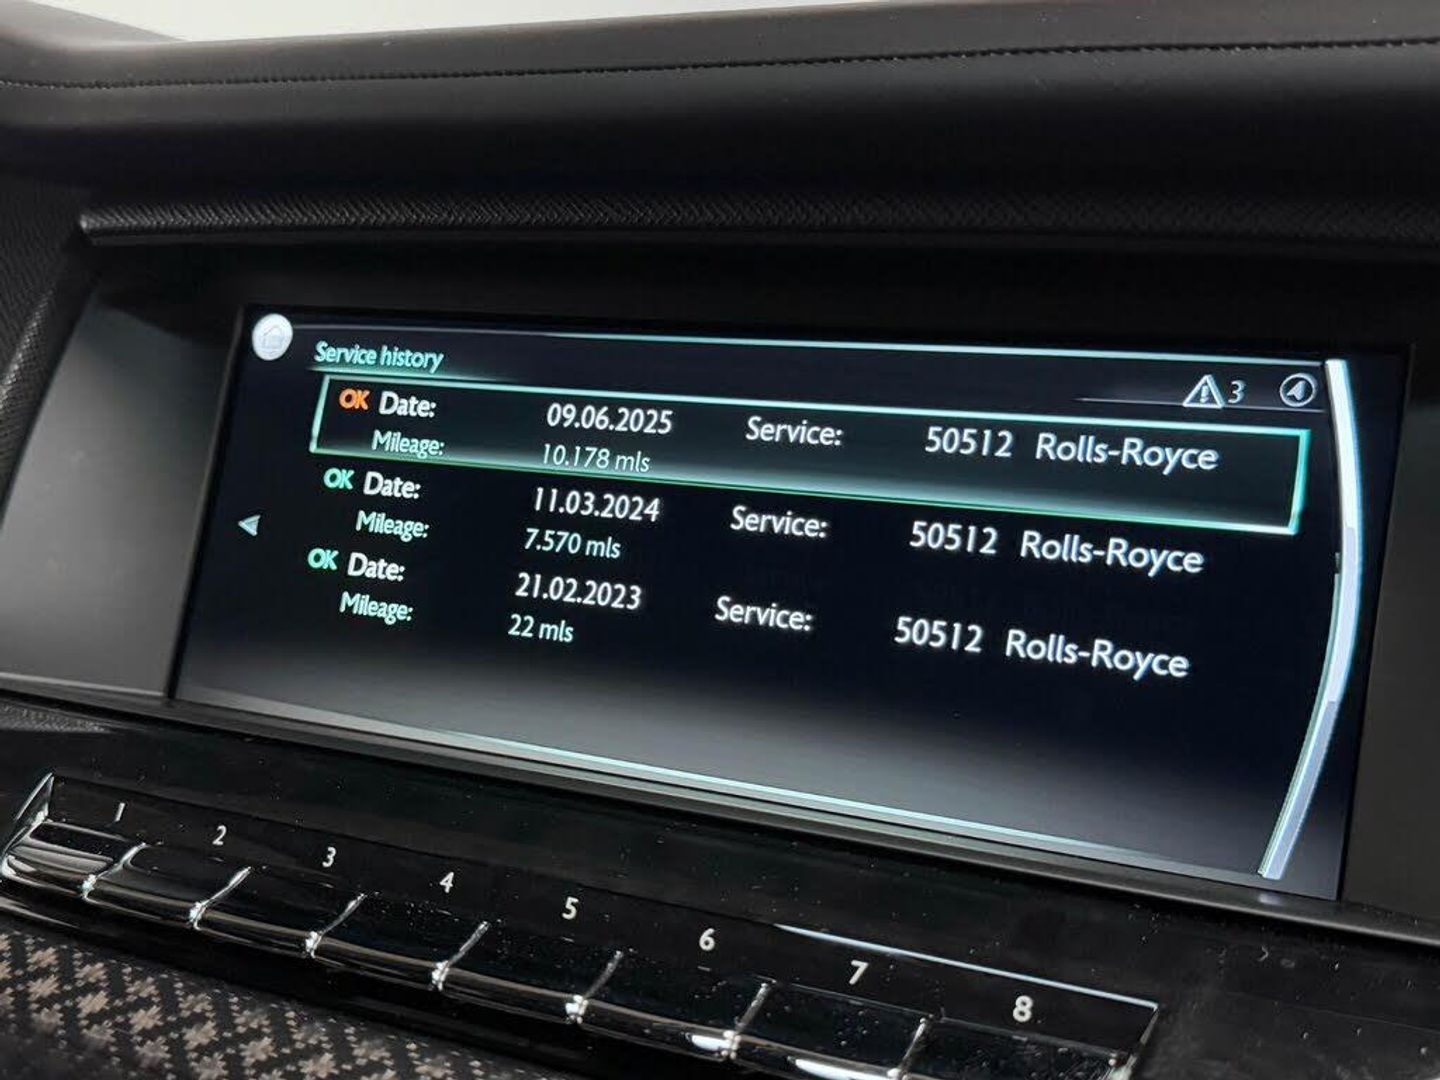 Service history
3
OK Date: 09.06.2025 Service: 50512 Rolls-Royce
Mileage: 10.178 mls
OK Date: 11.03.2024 Service: 50512 Rolls-Royce
Mileage: 7.570 mls
OK Date: 21.02.2023 Service: 50512 Rolls-Royce
Mileage: 22 mls
1 2 3 4 5 6 7 8